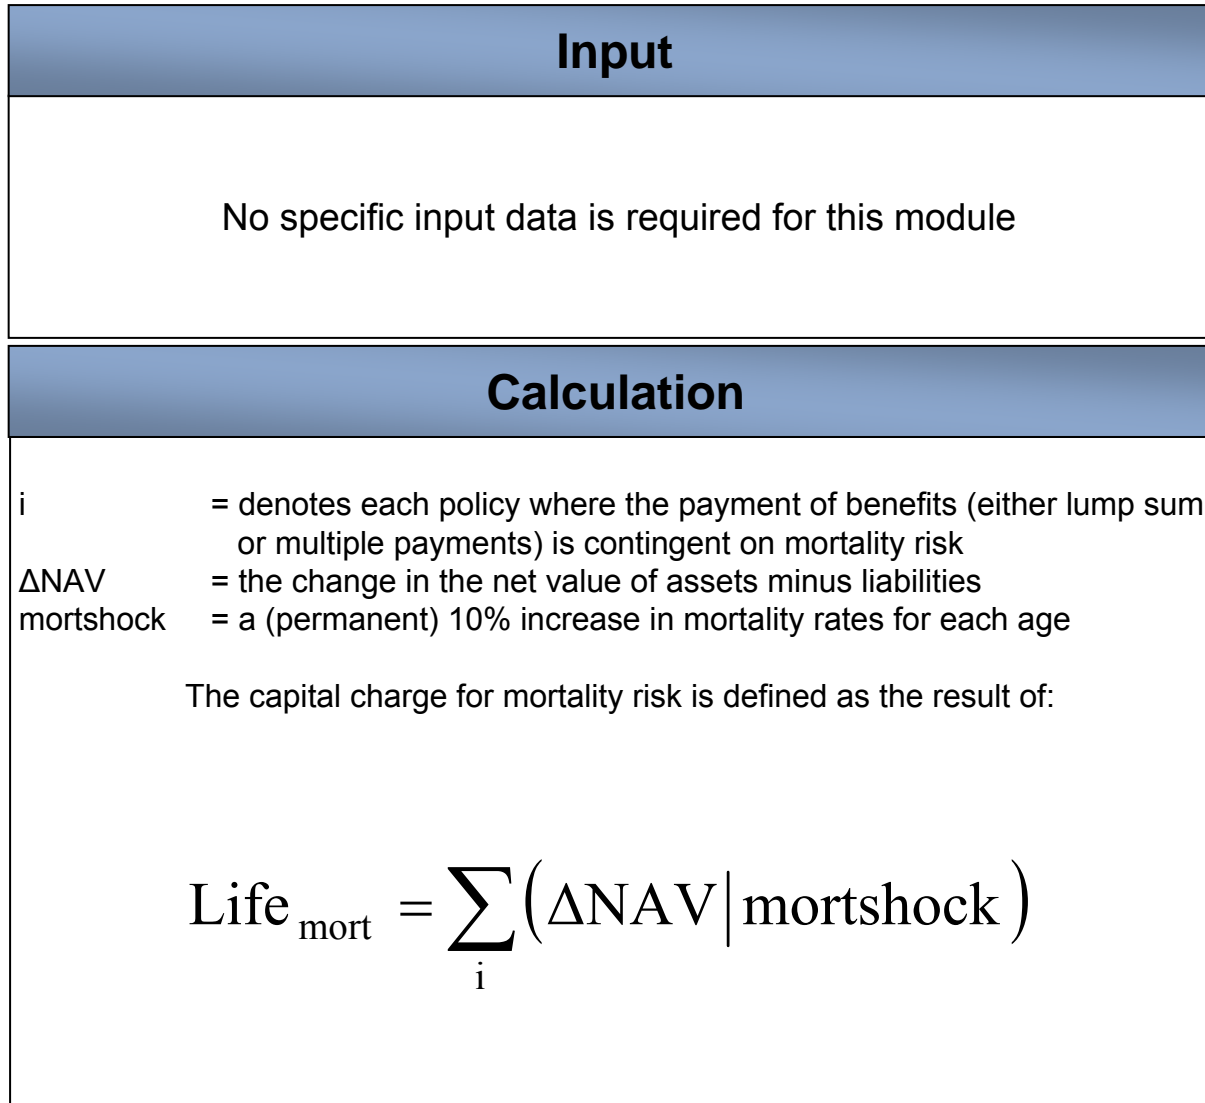 Input
No specific input data is required for this module
Calculation
i = denotes each policy where the payment of benefits (either lump sum
or multiple payments) is contingent on mortality risk
ΔNAV = the change in the net value of assets minus liabilities
mortshock = a (permanent) 10% increase in mortality rates for each age
The capital charge for mortality risk is defined as the result of:
Life mort = ∑ (ΔNAV|mortshock)
i